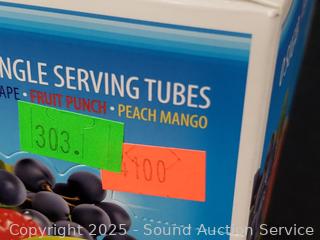 NGLE SERVING TUBES
APE • FRUIT PUNCH • PEACH MANGO
303.
100
Copyright 2025 - Sound Auction Service